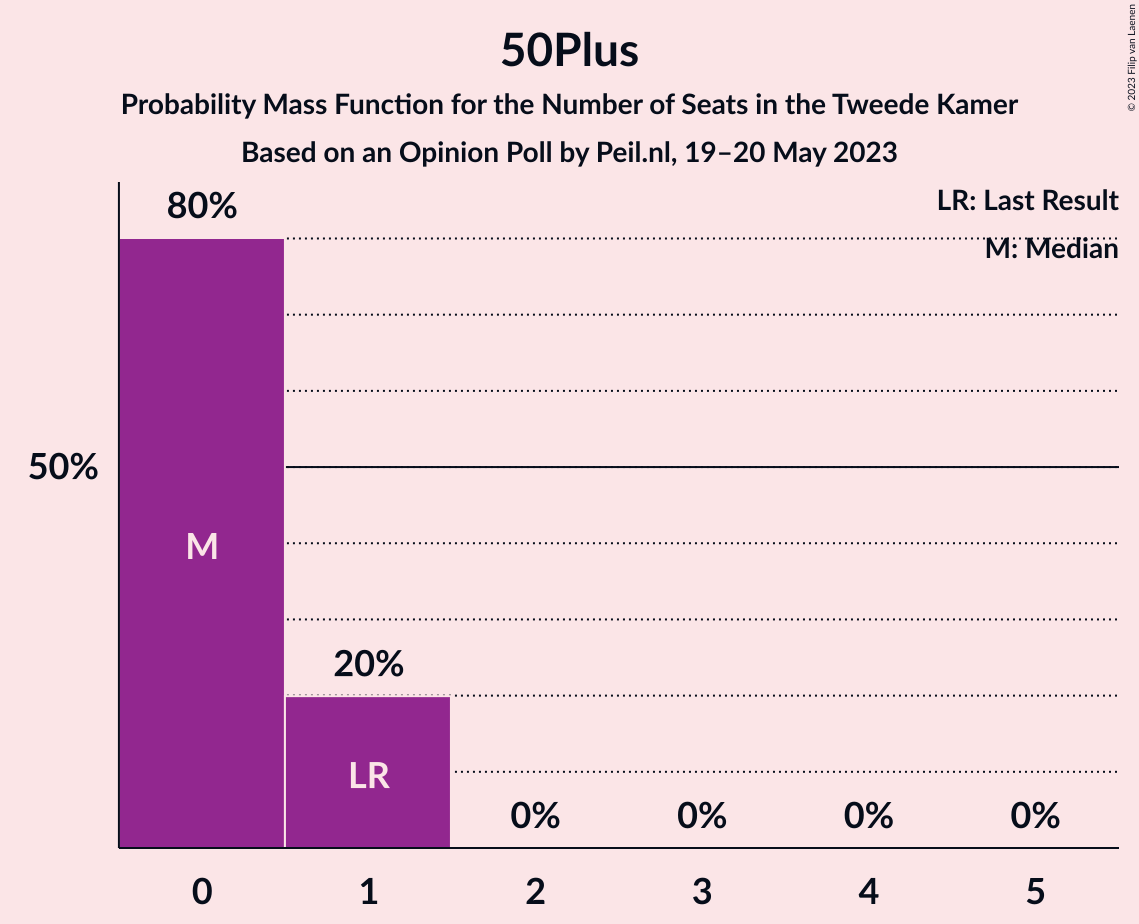 50Plus
Probability Mass Function for the Number of Seats in the Tweede Kamer
Based on an Opinion Poll by Peil.nl, 19–20 May 2023
© 2023 Filip van Laenen
LR: Last Result
M: Median
80%
50%
M
20%
LR
0% 0% 0% 0%
0 1 2 3 4 5